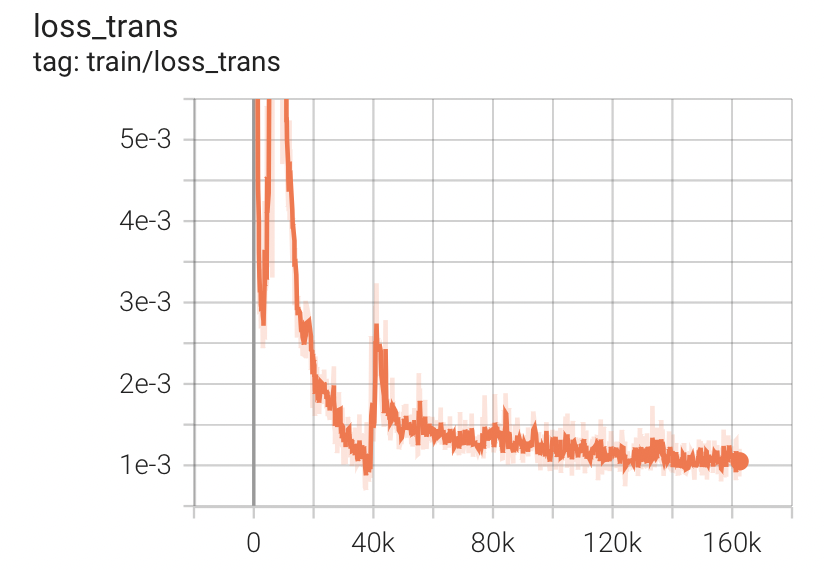 loss_trans
tag: train/loss_trans
5e-3
4e-3
3e-3
2e-3
1e-3
0 40k 80k 120k 160k